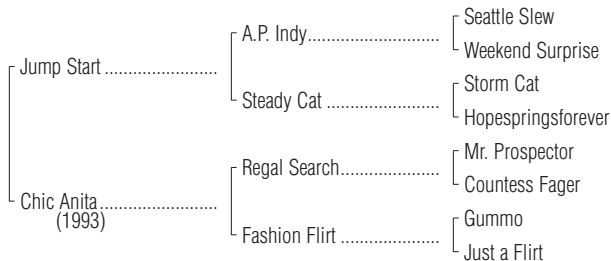 Seattle Slew
A.P. Indy..............................
Weekend Surprise
Jump Start ..........................
Storm Cat
Steady Cat ..........................
Hopespringsforever
Mr. Prospector
Regal Search.......................
Countess Fager
Chic Anita...........................
(1993)
Gummo
Fashion Flirt .......................
Just a Flirt